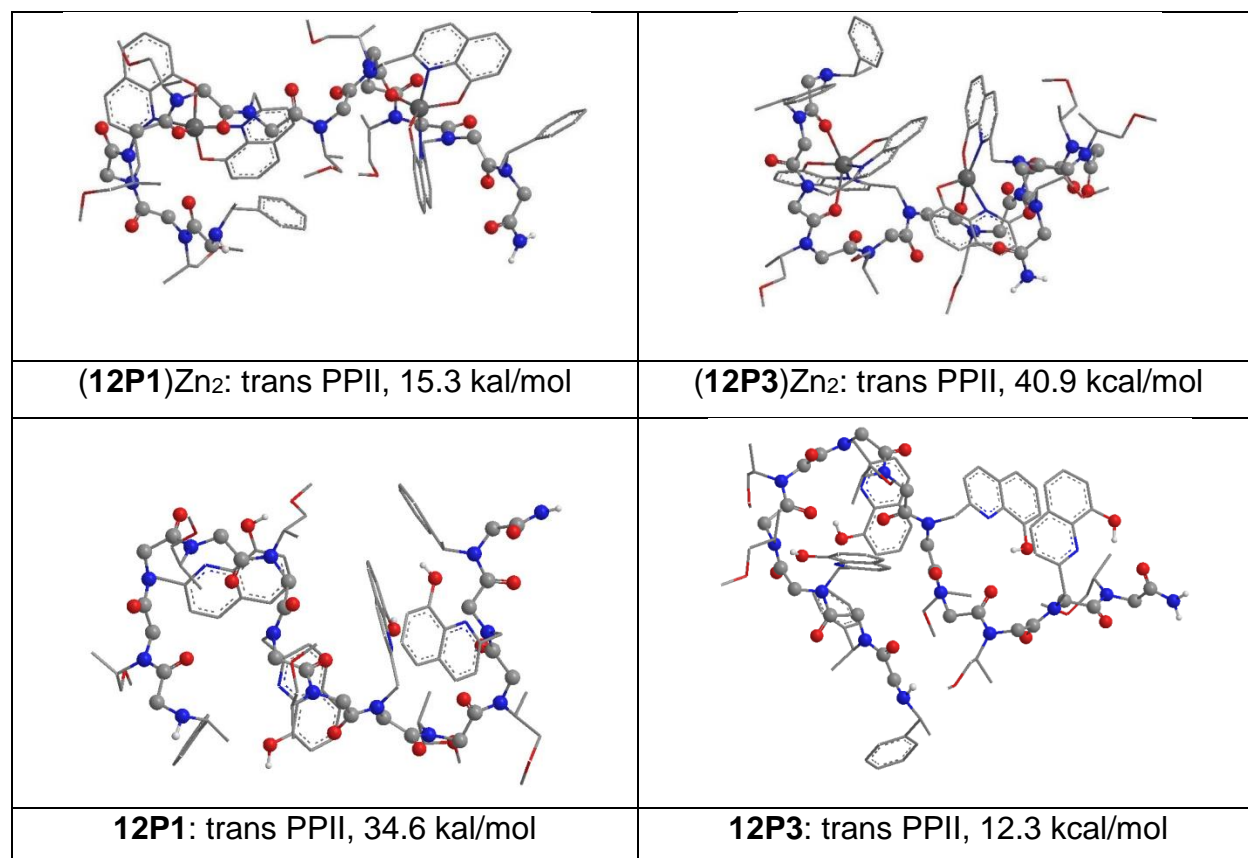 (12P1)Zn₂: trans PPII, 15.3 kal/mol
(12P3)Zn₂: trans PPII, 40.9 kcal/mol
12P1: trans PPII, 34.6 kal/mol
12P3: trans PPII, 12.3 kcal/mol